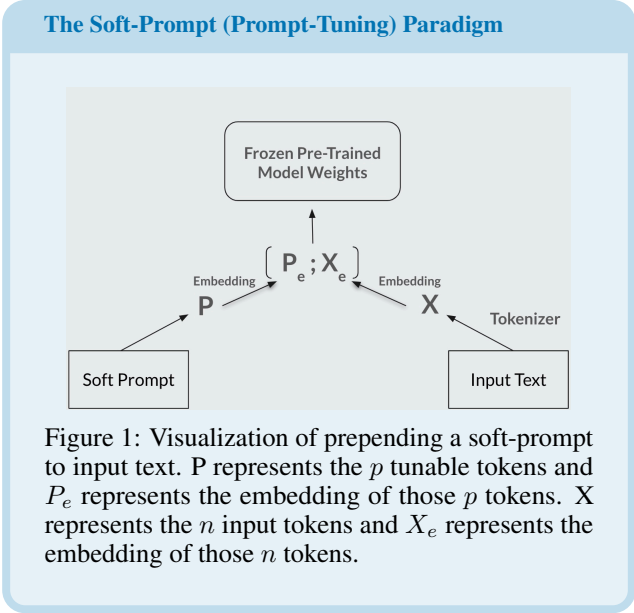 The Soft-Prompt (Prompt-Tuning) Paradigm
Frozen Pre-Trained
Model Weights
[Pe ; Xe]
Embedding
Embedding
P
X
Tokenizer
Soft Prompt
Input Text
Figure 1: Visualization of prepending a soft-prompt
to input text. P represents the p tunable tokens and
Pe represents the embedding of those p tokens. X
represents the n input tokens and Xe represents the
embedding of those n tokens.